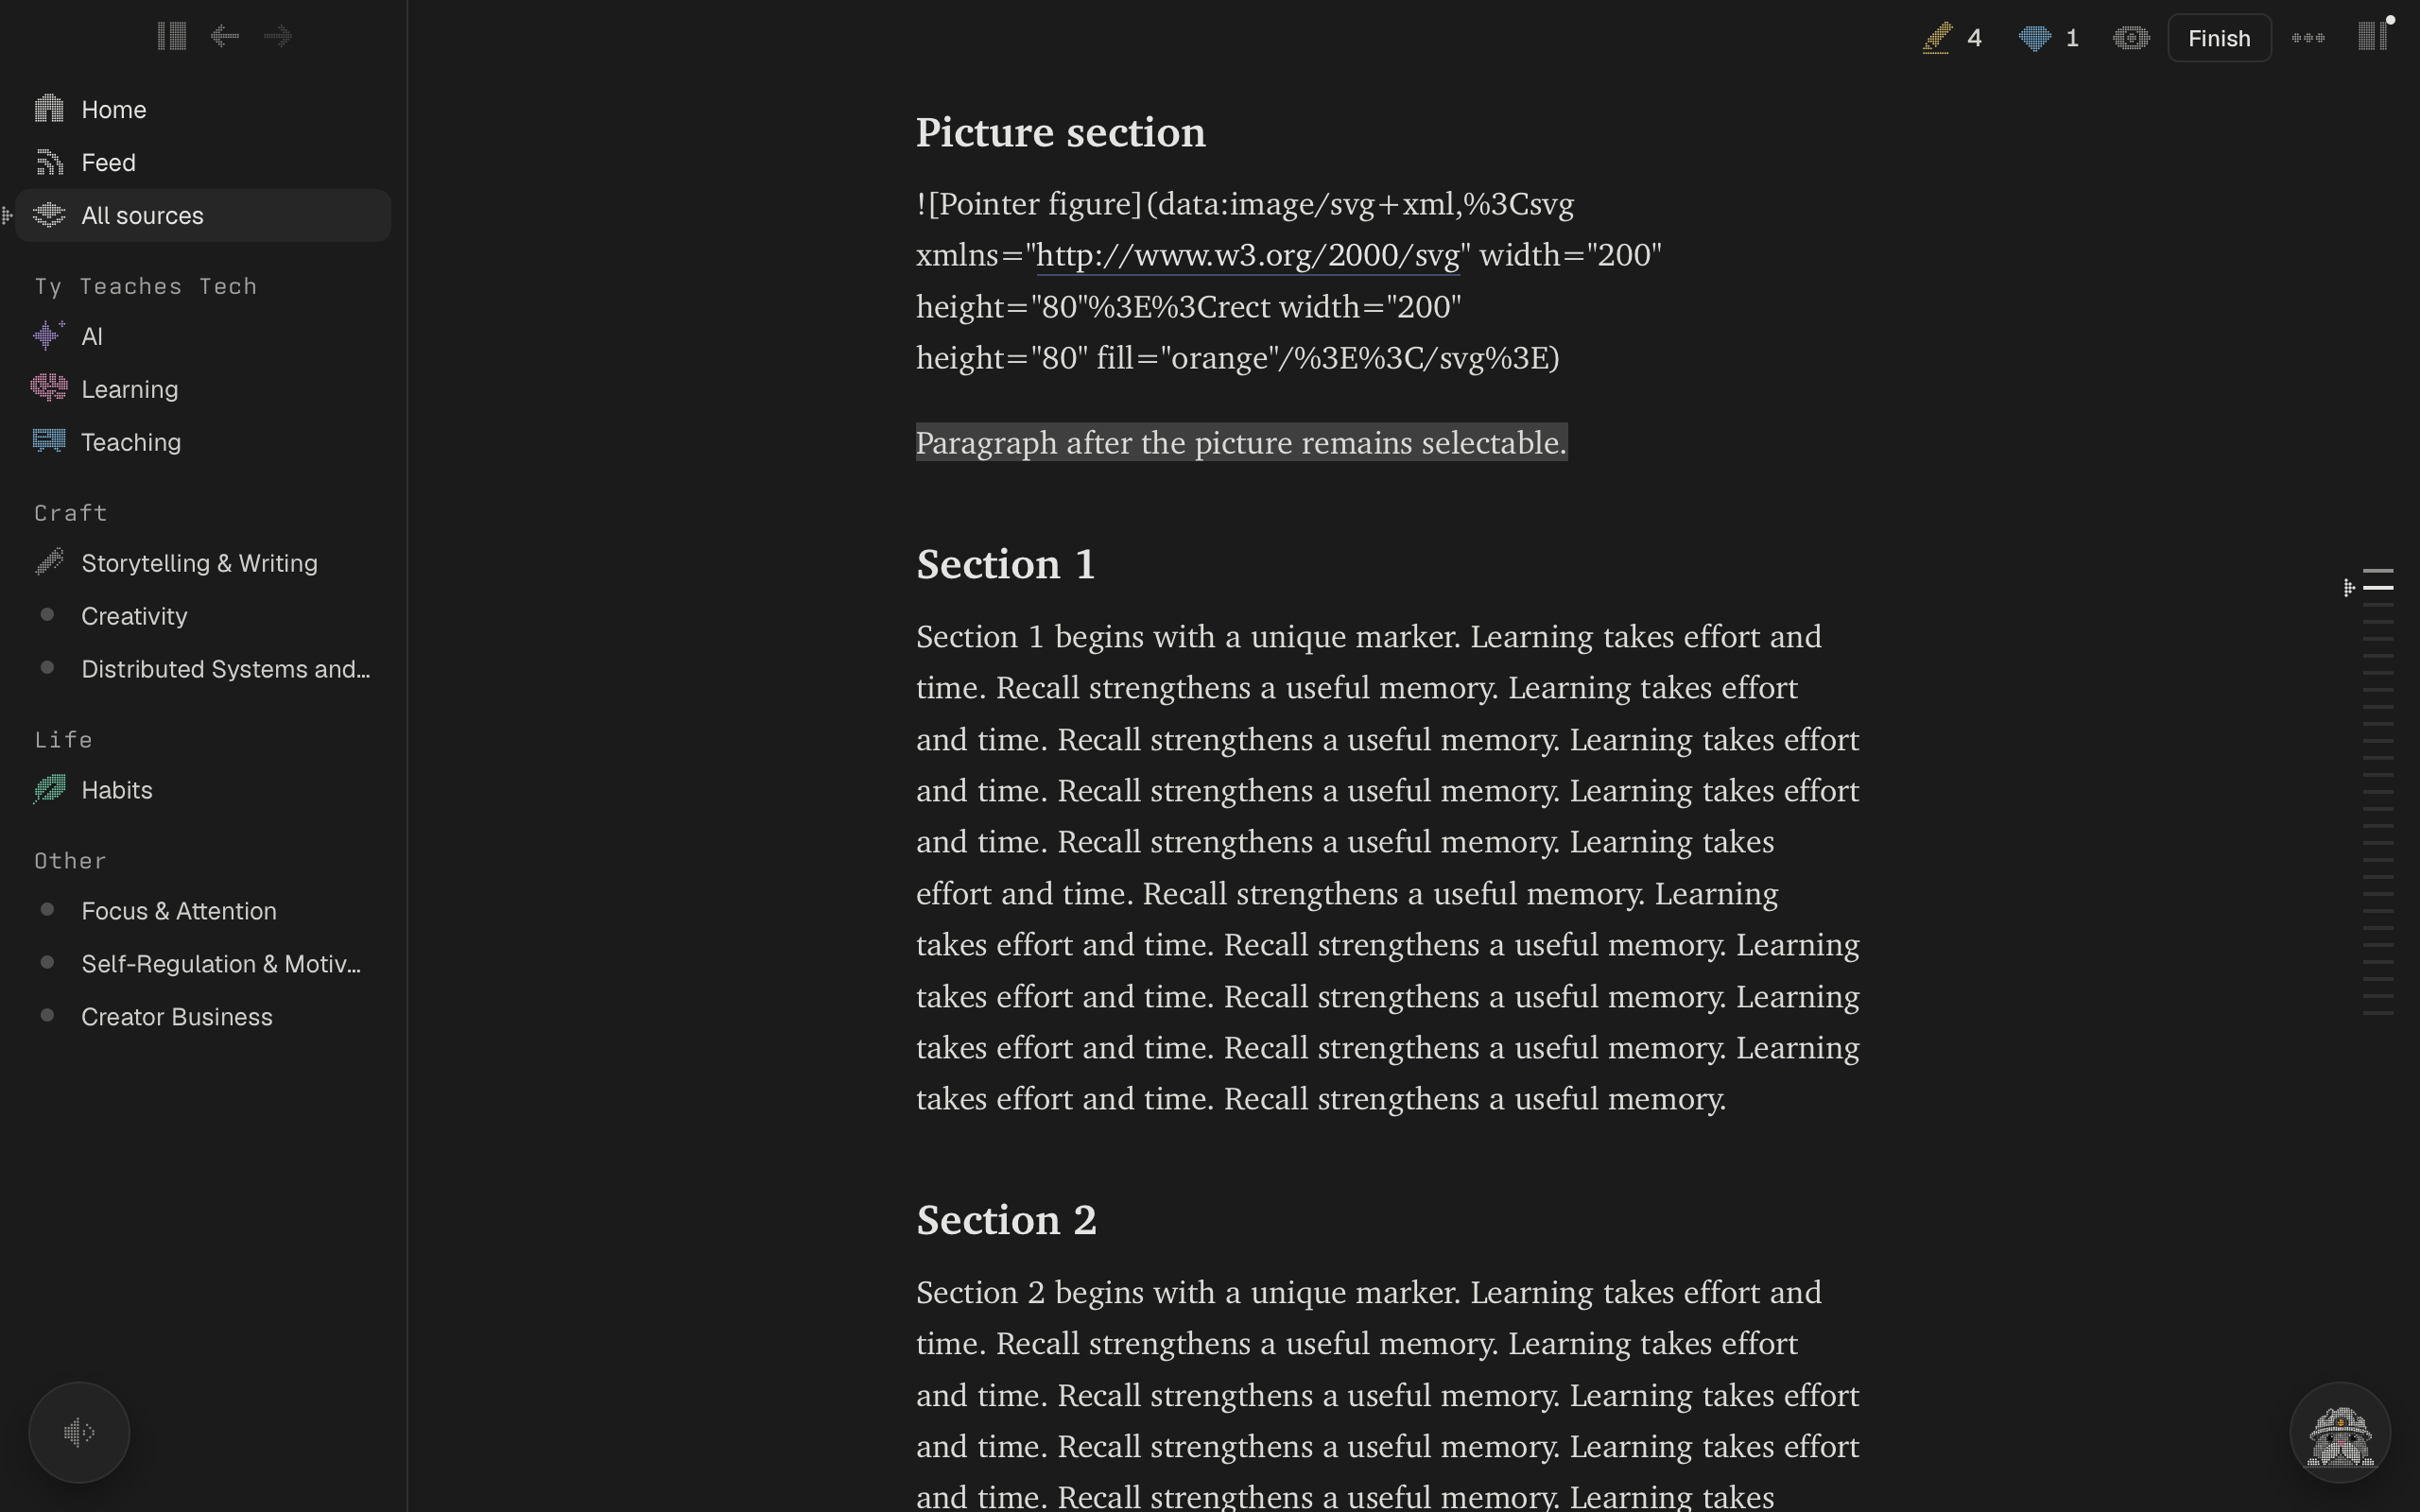 4
1
Finish
Home
Feed
All sources
Ty Teaches Tech
AI
Learning
Teaching
Craft
Storytelling & Writing
Creativity
Distributed Systems and...
Life
Habits
Other
Focus & Attention
Self-Regulation & Motiv...
Creator Business
Picture section
![Pointer figure](data:image/svg+xml,%3Csvg
xmlns="http://www.w3.org/2000/svg" width="200"
height="80"%3E%3Crect width="200"
height="80" fill="orange"/%3E%3C/svg%3E)
Paragraph after the picture remains selectable.
Section 1
Section 1 begins with a unique marker. Learning takes effort and
time. Recall strengthens a useful memory. Learning takes effort
and time. Recall strengthens a useful memory. Learning takes effort
and time. Recall strengthens a useful memory. Learning takes effort
and time. Recall strengthens a useful memory. Learning takes
effort and time. Recall strengthens a useful memory. Learning
takes effort and time. Recall strengthens a useful memory. Learning
takes effort and time. Recall strengthens a useful memory. Learning
takes effort and time. Recall strengthens a useful memory. Learning
takes effort and time. Recall strengthens a useful memory.
Section 2
Section 2 begins with a unique marker. Learning takes effort and
time. Recall strengthens a useful memory. Learning takes effort
and time. Recall strengthens a useful memory. Learning takes effort
and time. Recall strengthens a useful memory. Learning takes effort
and time. Recall strengthens a useful memory. Learning takes